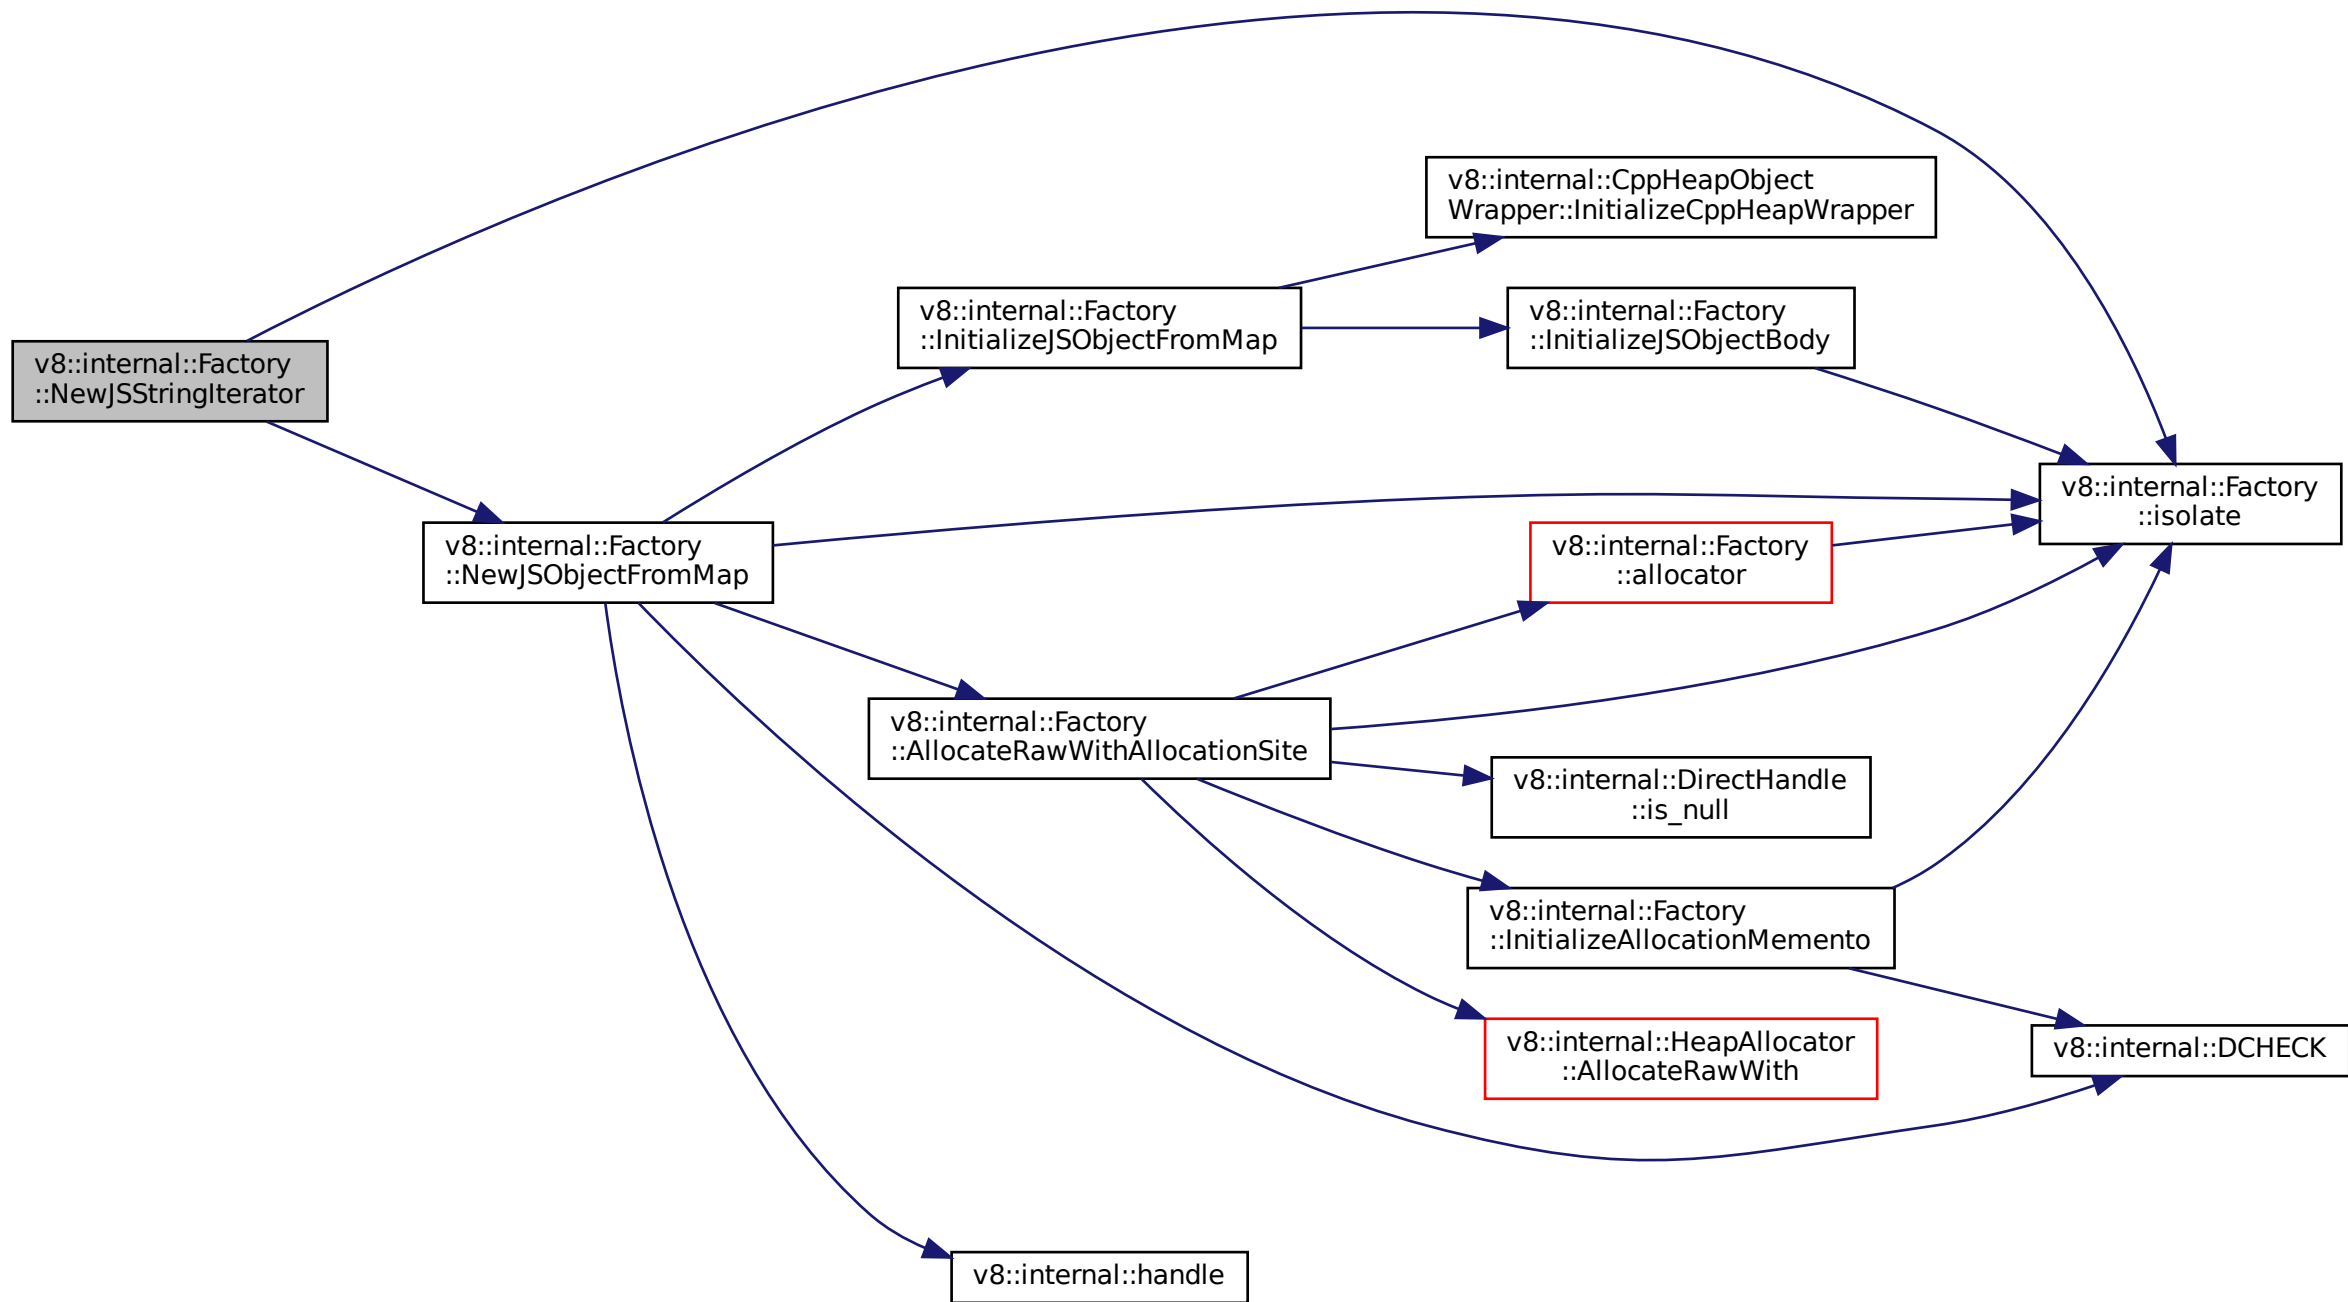 v8::internal::Factory
::NewJSStringIterator
v8::internal::Factory
::NewJSObjectFromMap
v8::internal::Factory
::InitializeJSObjectFromMap
v8::internal::CppHeapObject
Wrapper::InitializeCppHeapWrapper
v8::internal::Factory
::InitializeJSObjectBody
v8::internal::Factory
::isolate
v8::internal::Factory
::allocator
v8::internal::Factory
::AllocateRawWithAllocationSite
v8::internal::DirectHandle
::is_null
v8::internal::Factory
::InitializeAllocationMemento
v8::internal::HeapAllocator
::AllocateRawWith
v8::internal::DCHECK
v8::internal::handle